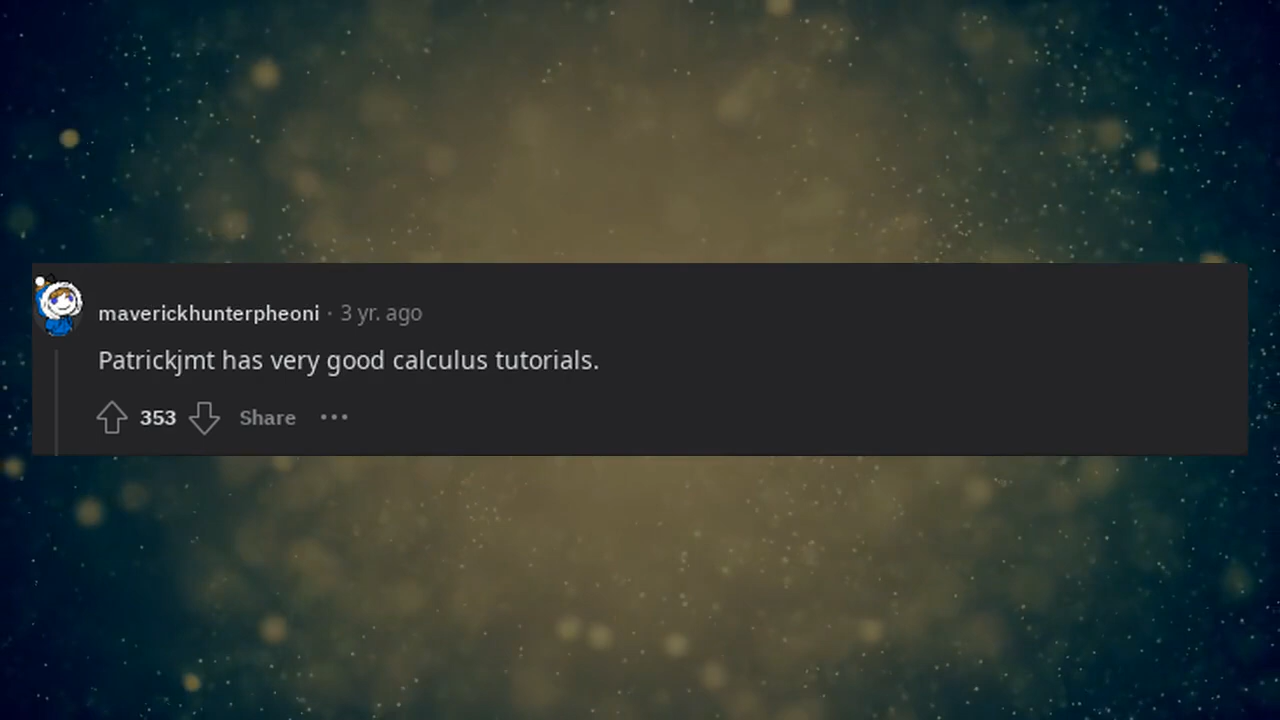 maverickhunterpheoni · 3 yr. ago
Patrickjmt has very good calculus tutorials.
353 Share •••